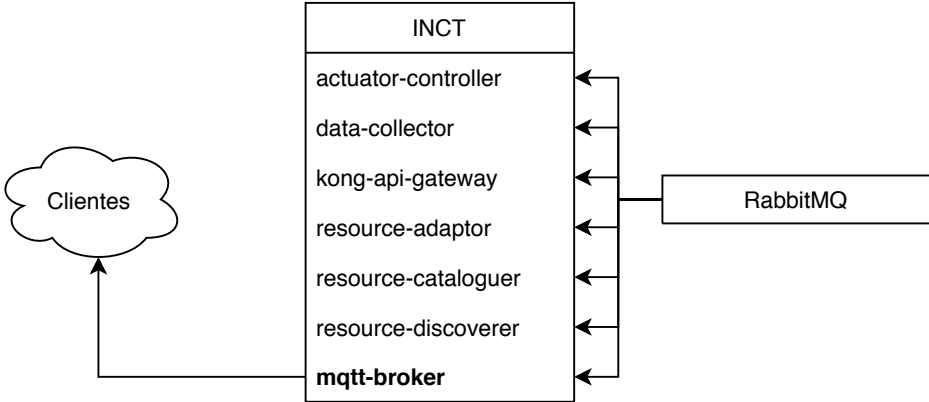 INCT
actuator-controller
data-collector
kong-api-gateway
resource-adaptor
resource-cataloguer
resource-discoverer
mqtt-broker
Clientes
RabbitMQ